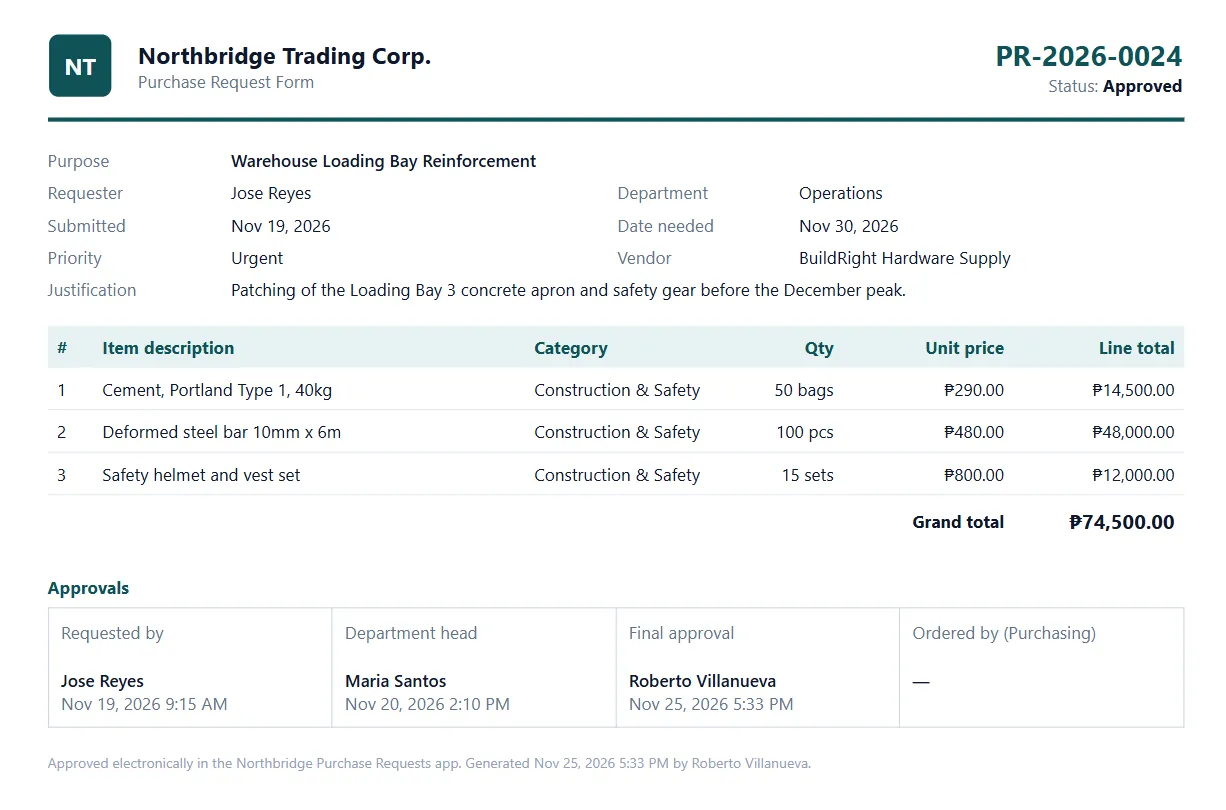 NT
Northbridge Trading Corp.
Purchase Request Form
PR-2026-0024
Status: Approved
Purpose Warehouse Loading Bay Reinforcement
Requester Jose Reyes Department Operations
Submitted Nov 19, 2026 Date needed Nov 30, 2026
Priority Urgent Vendor BuildRight Hardware Supply
Justification Patching of the Loading Bay 3 concrete apron and safety gear before the December peak.
# Item description Category Qty Unit price Line total
1 Cement, Portland Type 1, 40kg Construction & Safety 50 bags ₱290.00 ₱14,500.00
2 Deformed steel bar 10mm x 6m Construction & Safety 100 pcs ₱480.00 ₱48,000.00
3 Safety helmet and vest set Construction & Safety 15 sets ₱800.00 ₱12,000.00
Grand total ₱74,500.00
Approvals
Requested by Department head Final approval Ordered by (Purchasing)
Jose Reyes Maria Santos Roberto Villanueva —
Nov 19, 2026 9:15 AM Nov 20, 2026 2:10 PM Nov 25, 2026 5:33 PM
Approved electronically in the Northbridge Purchase Requests app. Generated Nov 25, 2026 5:33 PM by Roberto Villanueva.